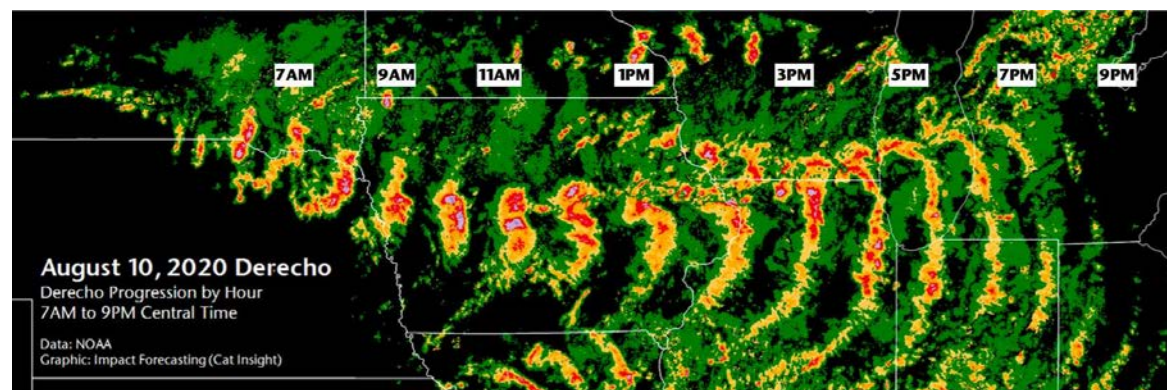 7AM
9AM
11AM
1PM
3PM
5PM
7PM
9PM
August 10, 2020 Derecho
Derecho Progression by Hour
7AM to 9PM Central Time
Data: NOAA
Graphic: Impact Forecasting (Cat Insight)